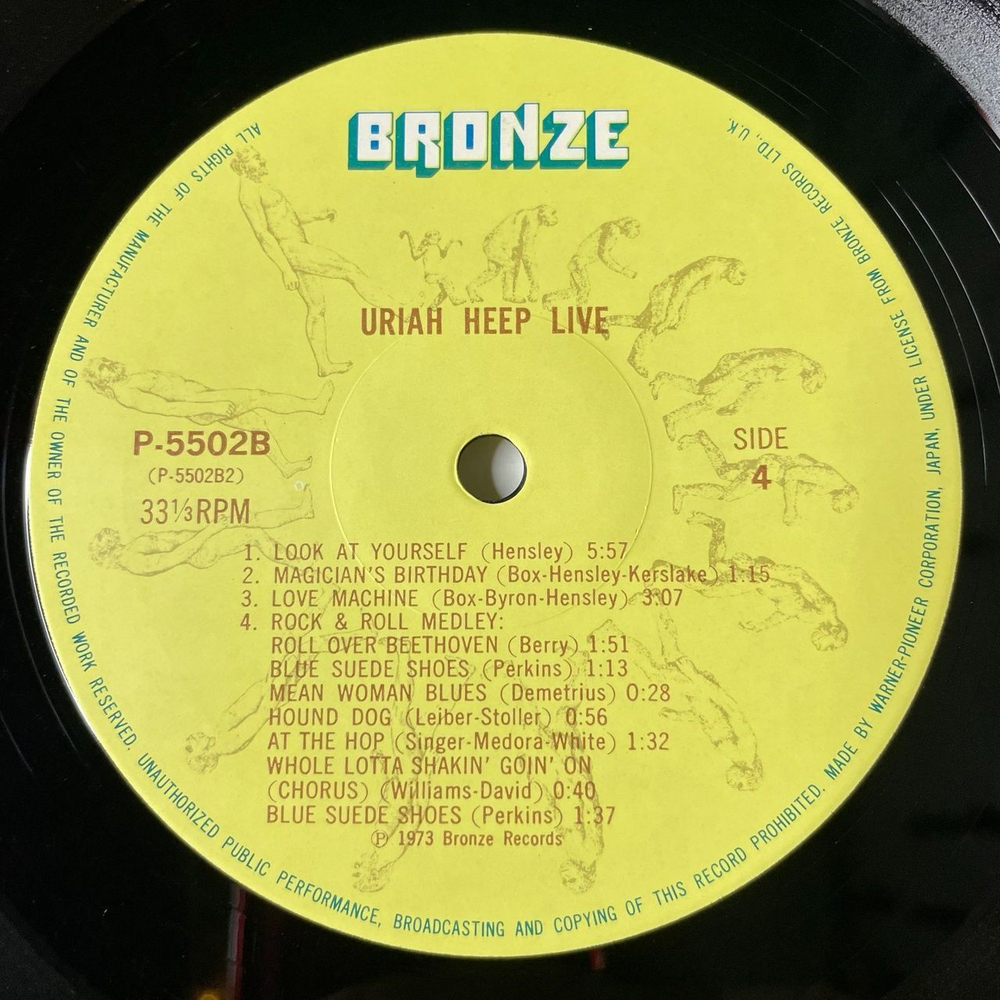 BRONZE
URIAH HEEP LIVE
P-5502B
(P-5502B2)
33⅓RPM
SIDE
4
1. LOOK AT YOURSELF (Hensley) 5:57
2. MAGICIAN'S BIRTHDAY (Box-Hensley-Kerslake) 1:15
3. LOVE MACHINE (Box-Byron-Hensley) 3:07
4. ROCK & ROLL MEDLEY:
ROLL OVER BEETHOVEN (Berry) 1:51
BLUE SUEDE SHOES (Perkins) 1:13
MEAN WOMAN BLUES (Demetrius) 0:28
HOUND DOG (Leiber-Stoller) 0:56
AT THE HOP (Singer-Medora-White) 1:32
WHOLE LOTTA SHAKIN' GOIN' ON
(CHORUS) (Williams-David) 0:40
BLUE SUEDE SHOES (Perkins) 1:37
℗ 1973 Bronze Records
ALL RIGHTS OF THE MANUFACTURER AND OF THE OWNER OF THE RECORDED WORK RESERVED. UNAUTHORIZED PUBLIC PERFORMANCE, BROADCASTING AND COPYING OF THIS RECORD PROHIBITED. MADE BY WARNER-PIONEER CORPORATION, JAPAN, UNDER LICENSE FROM BRONZE RECORDS LTD., U.K.